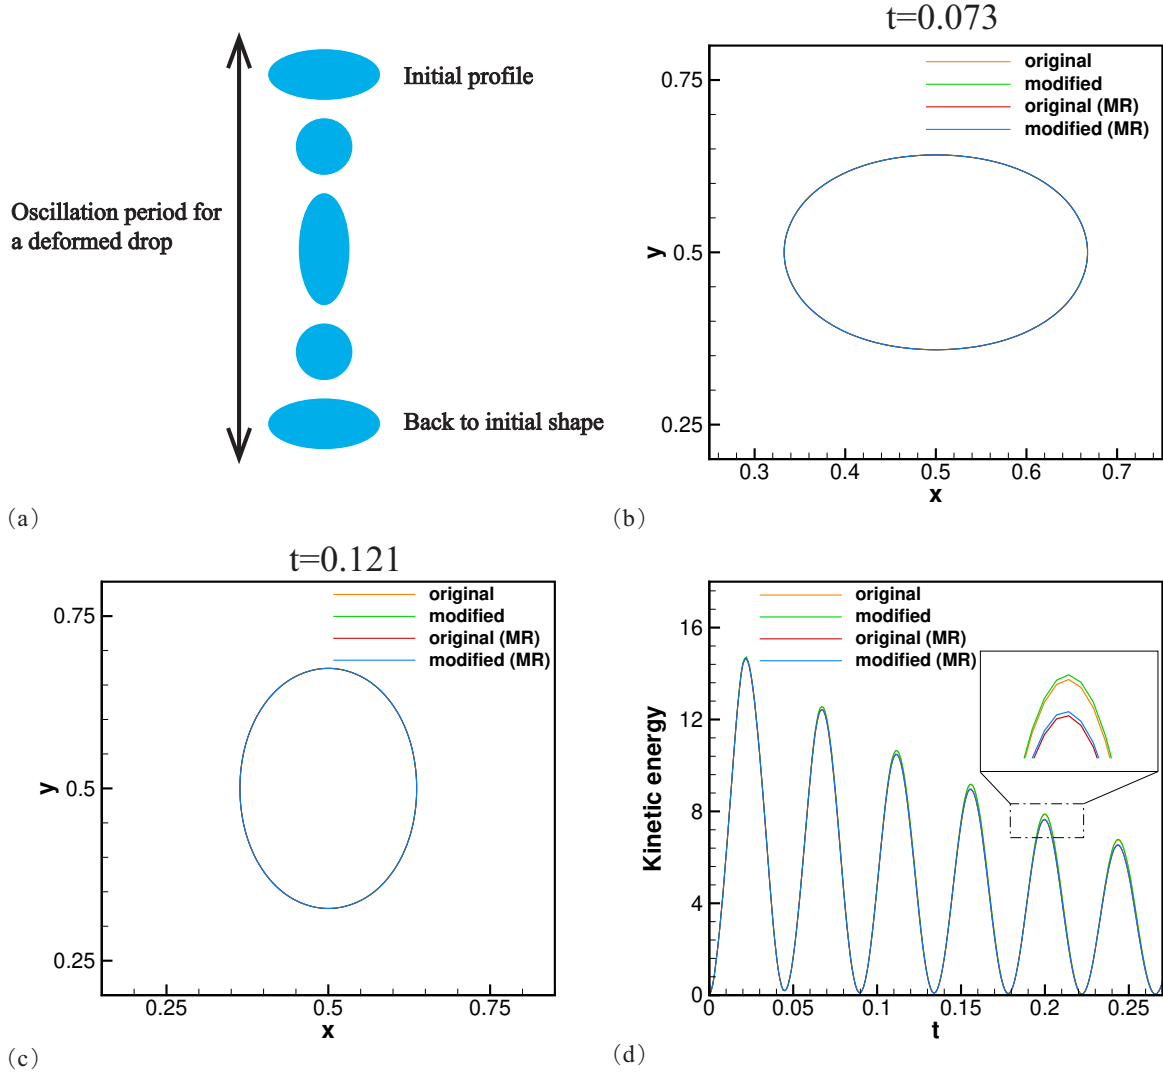 Initial profile
Oscillation period for
a deformed drop
Back to initial shape
(a)
t=0.073
original
modified
original (MR)
modified (MR)
0.75
0.5
0.25
y
0.3
0.4
0.5
0.6
0.7
x
(b)
t=0.121
original
modified
original (MR)
modified (MR)
0.75
0.5
0.25
y
0.25
0.5
0.75
x
(c)
original
modified
original (MR)
modified (MR)
16
12
8
4
0
Kinetic energy
0
0.05
0.1
0.15
0.2
0.25
t
(d)